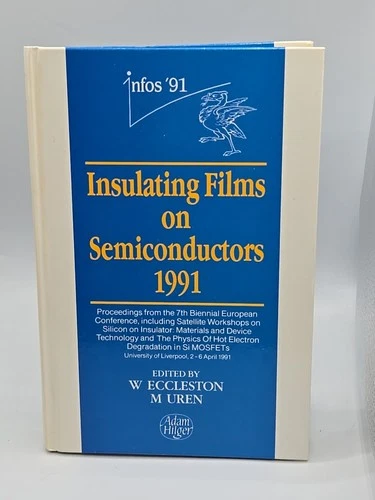 infos '91
Insulating Films
on
Semiconductors
1991
Proceedings from the 7th Biennial European
Conference, including Satellite Workshops on
Silicon on Insulator: Materials and Device
Technology and The Physics Of Hot Electron
Degradation in Si MOSFETs
University of Liverpool, 2-6 April 1991
EDITED BY
W ECCLESTON
M UREN
Adam
Hilger